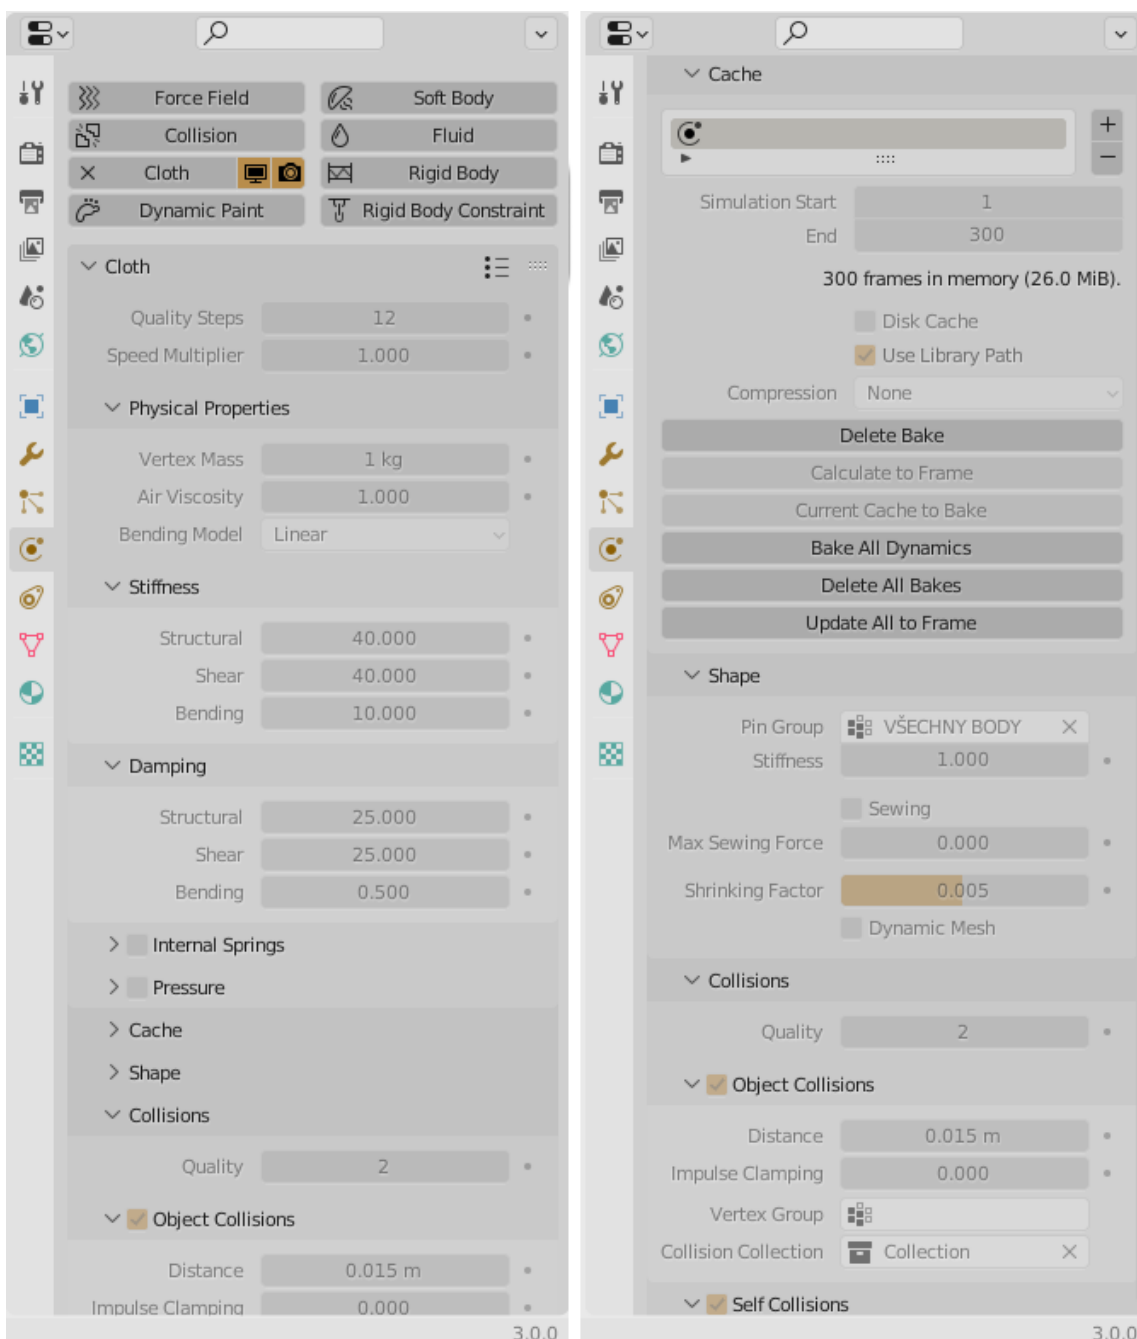 Force Field Soft Body
Collision Fluid
Cloth Rigid Body
Dynamic Paint Rigid Body Constraint
Cloth
Quality Steps 12
Speed Multiplier 1.000
Physical Properties
Vertex Mass 1 kg
Air Viscosity 1.000
Bending Model Linear
Stiffness
Structural 40.000
Shear 40.000
Bending 10.000
Damping
Structural 25.000
Shear 25.000
Bending 0.500
Internal Springs
Pressure
Cache
Shape
Collisions
Quality 2
Object Collisions
Distance 0.015 m
Impulse Clamping 0.000
3.0.0
Cache
Simulation Start 1
End 300
300 frames in memory (26.0 MiB).
Disk Cache
Use Library Path
Compression None
Delete Bake
Calculate to Frame
Current Cache to Bake
Bake All Dynamics
Delete All Bakes
Update All to Frame
Shape
Pin Group VŠECHNY BODY
Stiffness 1.000
Sewing
Max Sewing Force 0.000
Shrinking Factor 0.005
Dynamic Mesh
Collisions
Quality 2
Object Collisions
Distance 0.015 m
Impulse Clamping 0.000
Vertex Group
Collision Collection Collection
Self Collisions
3.0.0